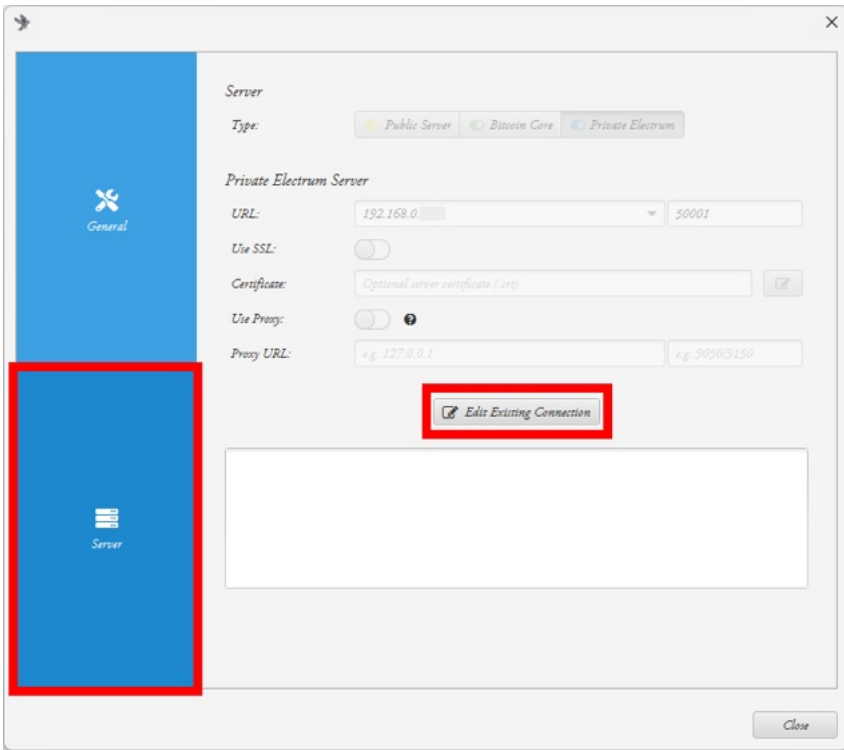 Server
Type: Public Server Bitcoin Core Private Electrum
Private Electrum Server
General
URL: 192.168.0. 50001
Use SSL:
Certificate: Optional server certificate (.crt)
Use Proxy:
Proxy URL: e.g. 127.0.0.1 e.g. 9050/9150
Edit Existing Connection
Server
Close